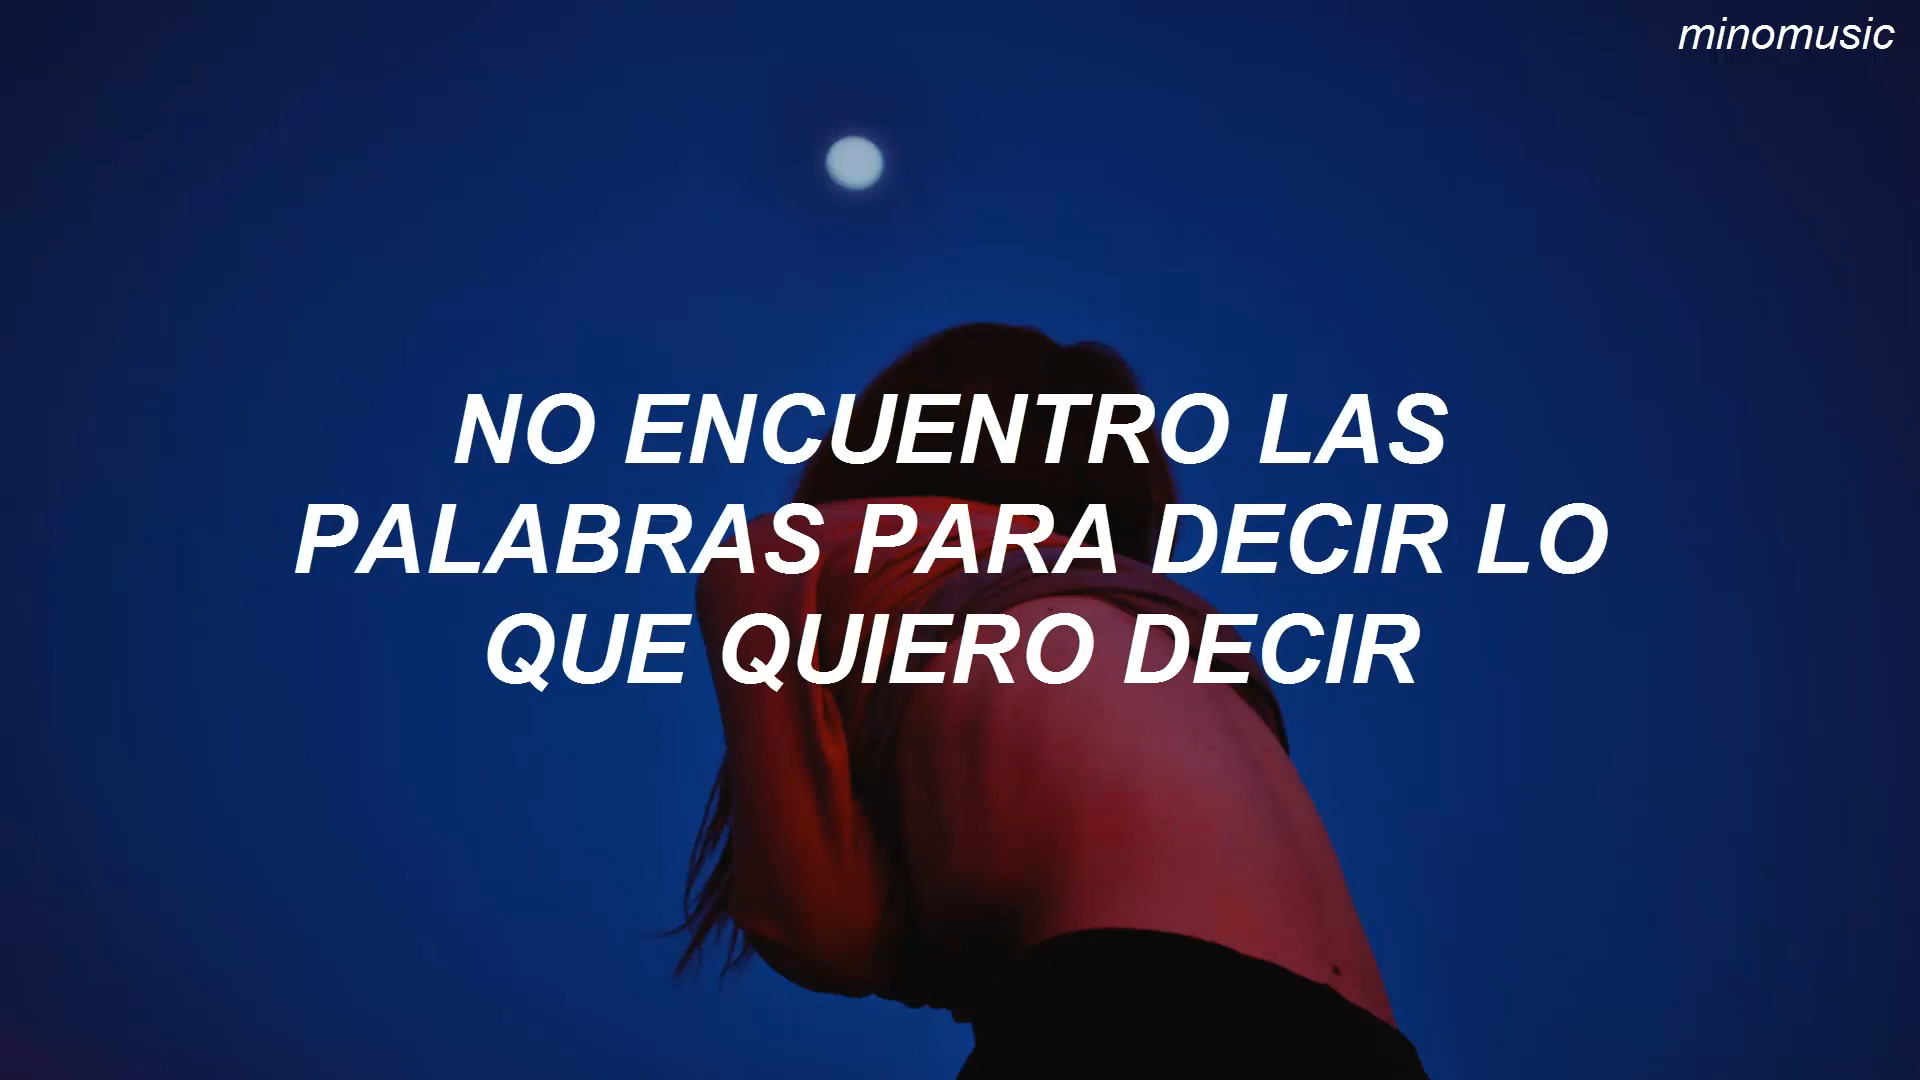 minomusic
NO ENCUENTRO LAS
PALABRAS PARA DECIR LO
QUE QUIERO DECIR